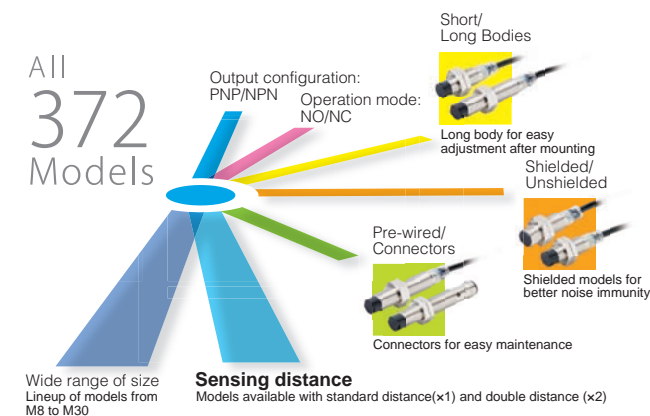 All
372
Models
Output configuration:
PNP/NPN
Operation mode:
NO/NC
Short/
Long Bodies
Long body for easy
adjustment after mounting
Shielded/
Unshielded
Shielded models for
better noise immunity
Pre-wired/
Connectors
Connectors for easy maintenance
Wide range of size
Lineup of models from
M8 to M30
Sensing distance
Models available with standard distance(×1) and double distance (×2)